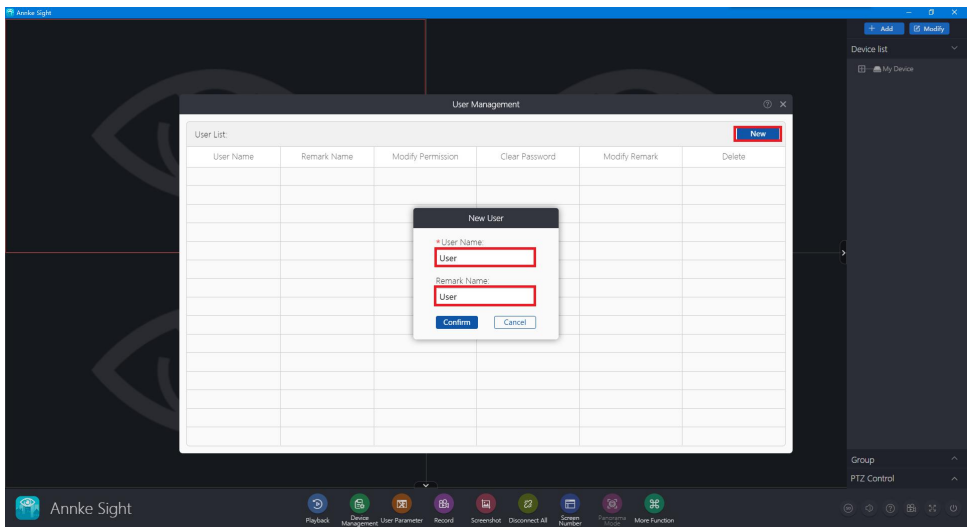 Annke Sight
+ Add
Modify
Device list
My Device
User Management
User List:
New
User Name Remark Name Modify Permission Clear Password Modify Remark Delete
New User
*User Name:
User
Remark Name:
User
Confirm Cancel
Group
PTZ Control
Annke Sight
Playback
Device Management
User Parameter
Record
Screenshot
Disconnect All
Screen Number
Panorama Mode
More Function